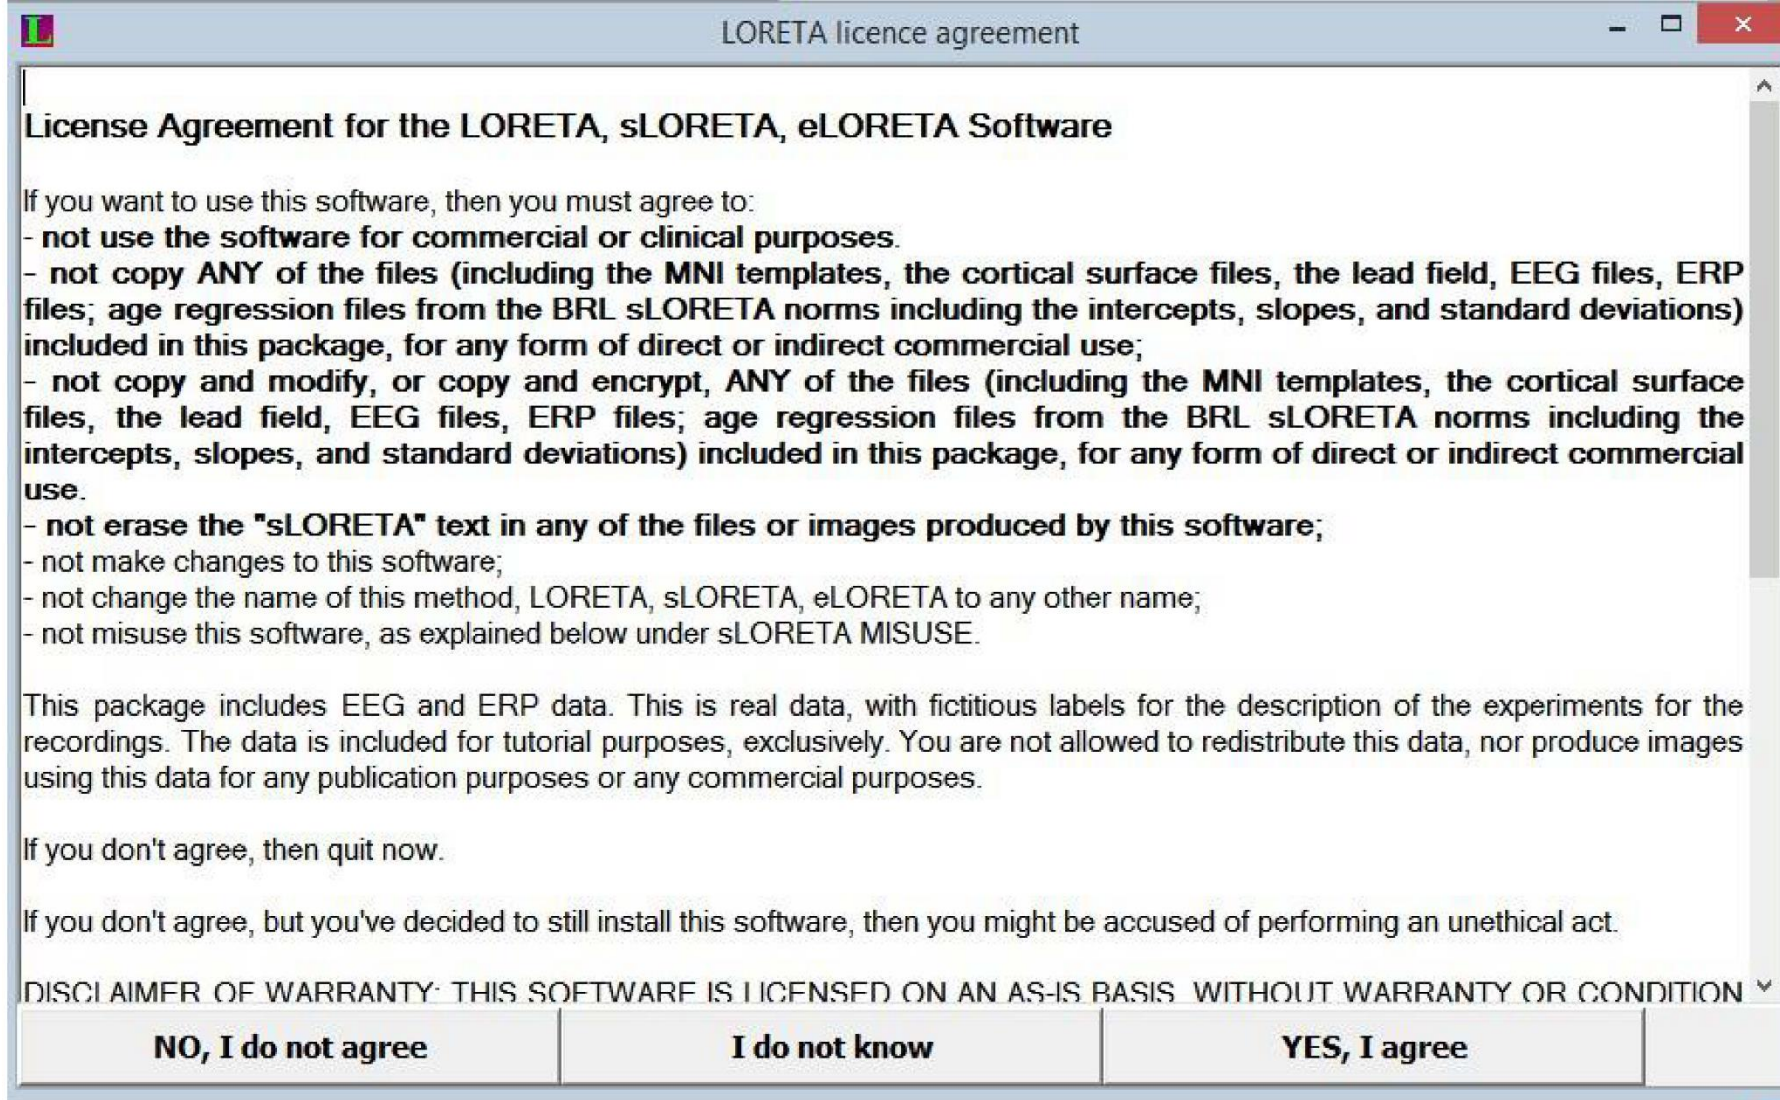 L
LORETA licence agreement
License Agreement for the LORETA, sLORETA, eLORETA Software
If you want to use this software, then you must agree to:
- not use the software for commercial or clinical purposes.
- not copy ANY of the files (including the MNI templates, the cortical surface files, the lead field, EEG files, ERP
files; age regression files from the BRL sLORETA norms including the intercepts, slopes, and standard deviations)
included in this package, for any form of direct or indirect commercial use;
- not copy and modify, or copy and encrypt, ANY of the files (including the MNI templates, the cortical surface
files, the lead field, EEG files, ERP files; age regression files from the BRL sLORETA norms including the
intercepts, slopes, and standard deviations) included in this package, for any form of direct or indirect commercial
use.
- not erase the "sLORETA" text in any of the files or images produced by this software;
- not make changes to this software;
- not change the name of this method, LORETA, sLORETA, eLORETA to any other name;
- not misuse this software, as explained below under sLORETA MISUSE.
This package includes EEG and ERP data. This is real data, with fictitious labels for the description of the experiments for the
recordings. The data is included for tutorial purposes, exclusively. You are not allowed to redistribute this data, nor produce images
using this data for any publication purposes or any commercial purposes.
If you don't agree, then quit now.
If you don't agree, but you've decided to still install this software, then you might be accused of performing an unethical act.
DISCLAIMER OF WARRANTY: THIS SOFTWARE IS LICENSED ON AN AS-IS BASIS, WITHOUT WARRANTY OR CONDITION
NO, I do not agree
I do not know
YES, I agree